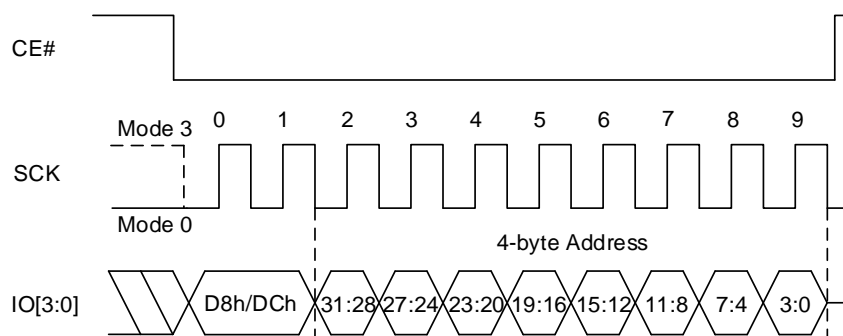 CE#
Mode 3 0 1 2 3 4 5 6 7 8 9
SCK
Mode 0
4-byte Address
IO[3:0] D8h/DCh 31:28 27:24 23:20 19:16 15:12 11:8 7:4 3:0